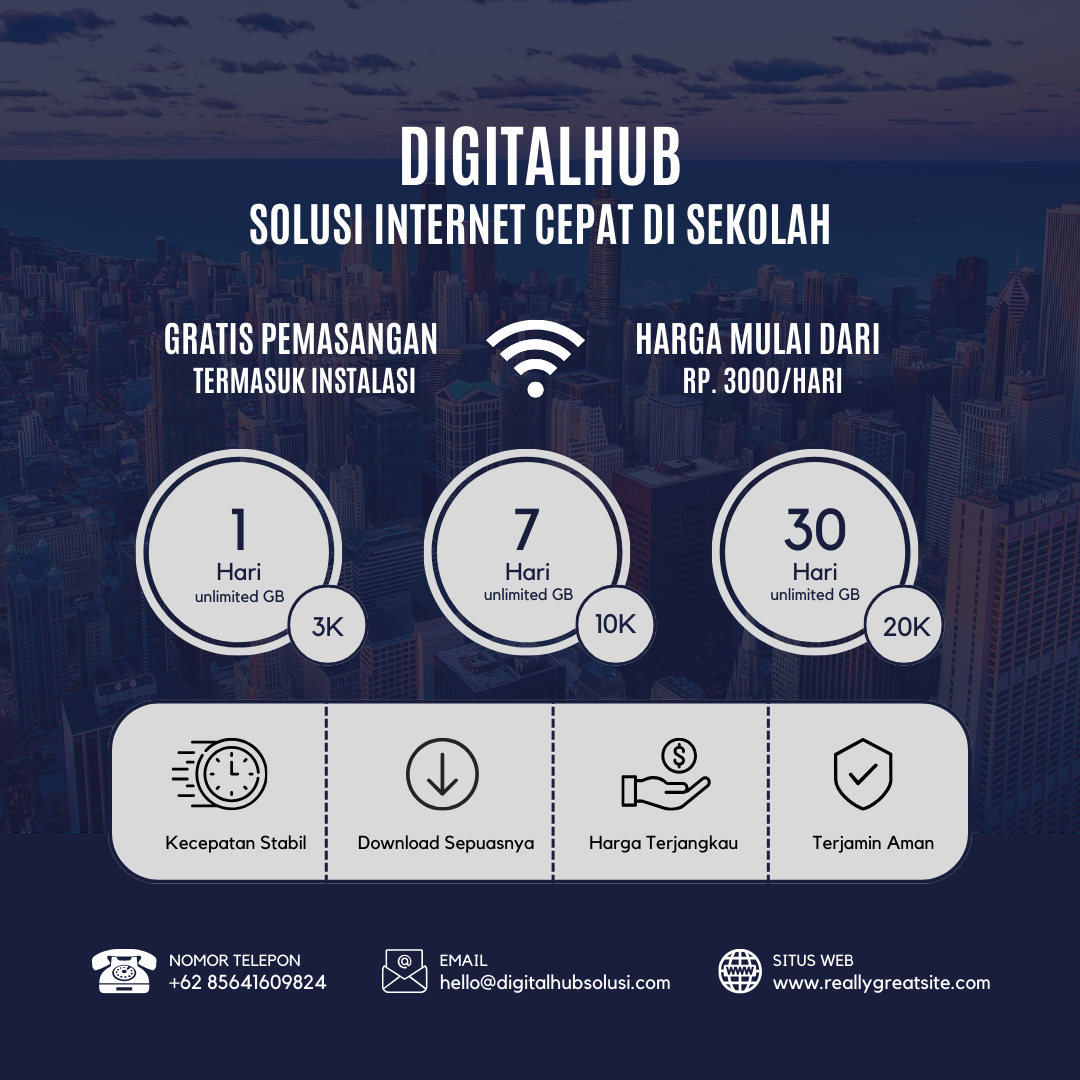 DIGITALHUB
SOLUSI INTERNET CEPAT DI SEKOLAH
GRATIS PEMASANGAN
TERMASUK INSTALASI
HARGA MULAI DARI
RP. 3000/HARI
1
Hari
unlimited GB
3K
7
Hari
unlimited GB
10K
30
Hari
unlimited GB
20K
Kecepatan Stabil
Download Sepuasnya
$
Harga Terjangkau
Terjamin Aman
NOMOR TELEPON
+62 85641609824
@
EMAIL
hello@digitalhubsolusi.com
WWW
SITUS WEB
www.reallygreatsite.com